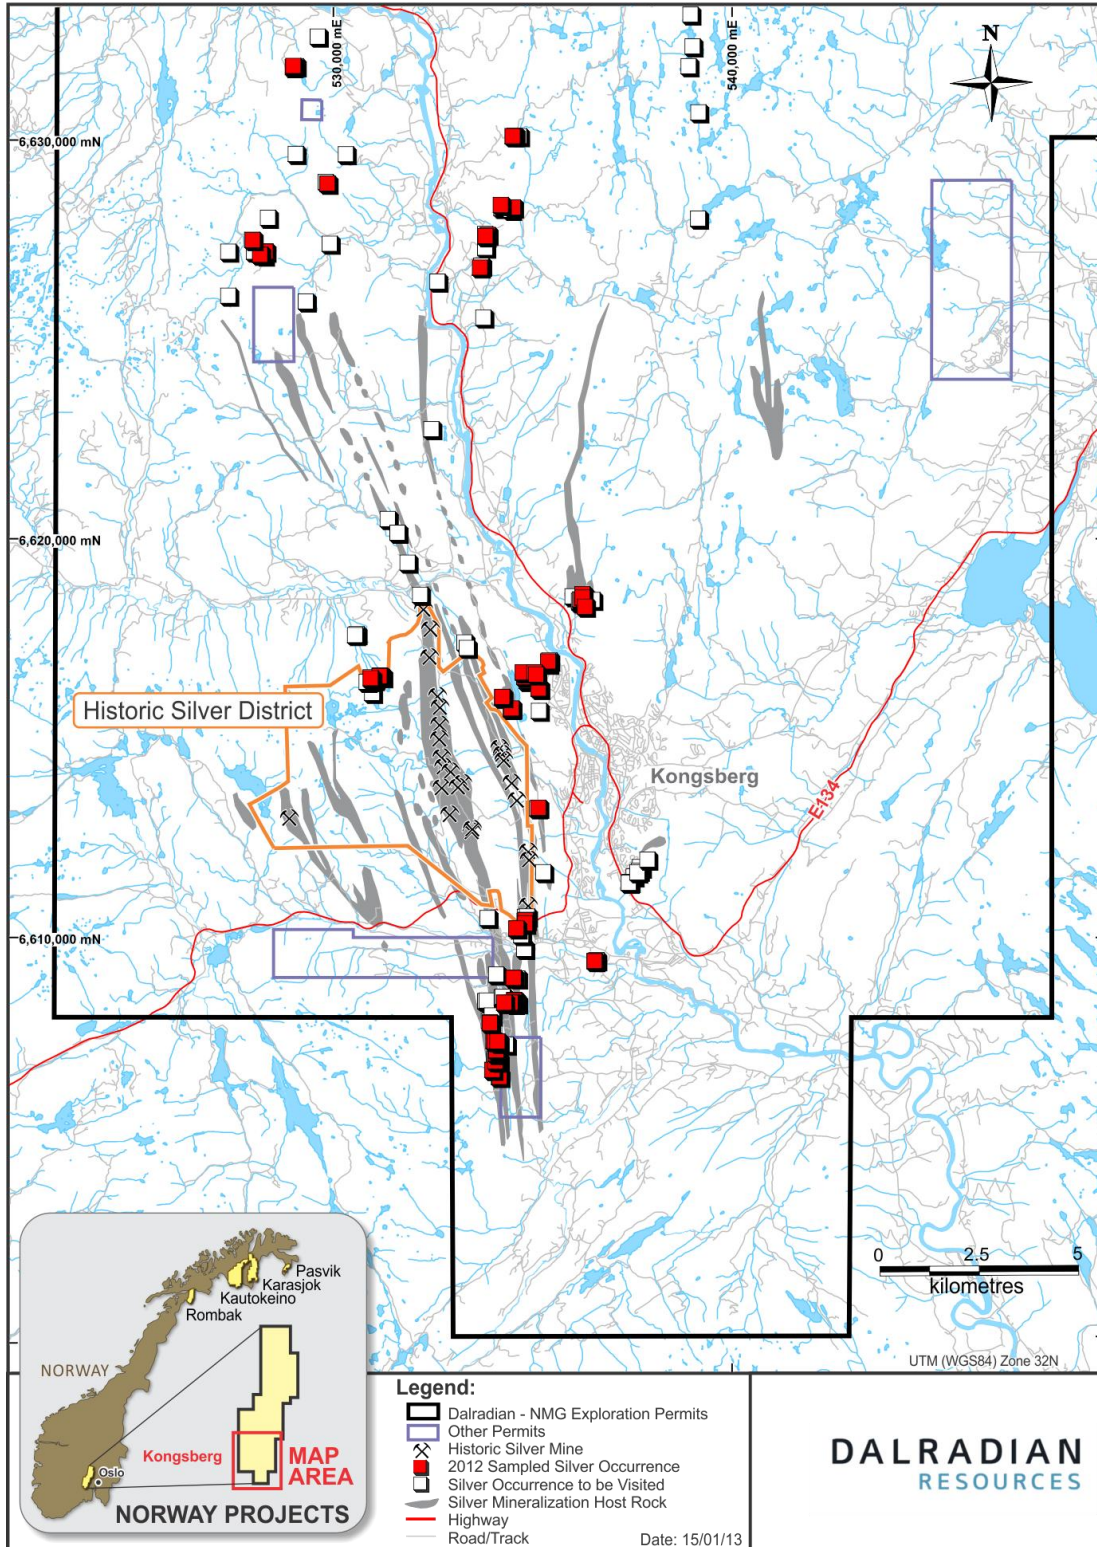 530,000 mE
540,000 mE
N
6,630,000 mN
6,620,000 mN
Historic Silver District
Kongsberg
E134
6,610,000 mN
0 2.5 5
kilometres
UTM (WGS84) Zone 32N
Pasvik
Karasjok
Kautokeino
Rombak
NORWAY
Kongsberg
MAP
AREA
Oslo
NORWAY PROJECTS
Legend:
Dalradian - NMG Exploration Permits
Other Permits
Historic Silver Mine
2012 Sampled Silver Occurrence
Silver Occurrence to be Visited
Silver Mineralization Host Rock
Highway
Road/Track
Date: 15/01/13
DALRADIAN
RESOURCES